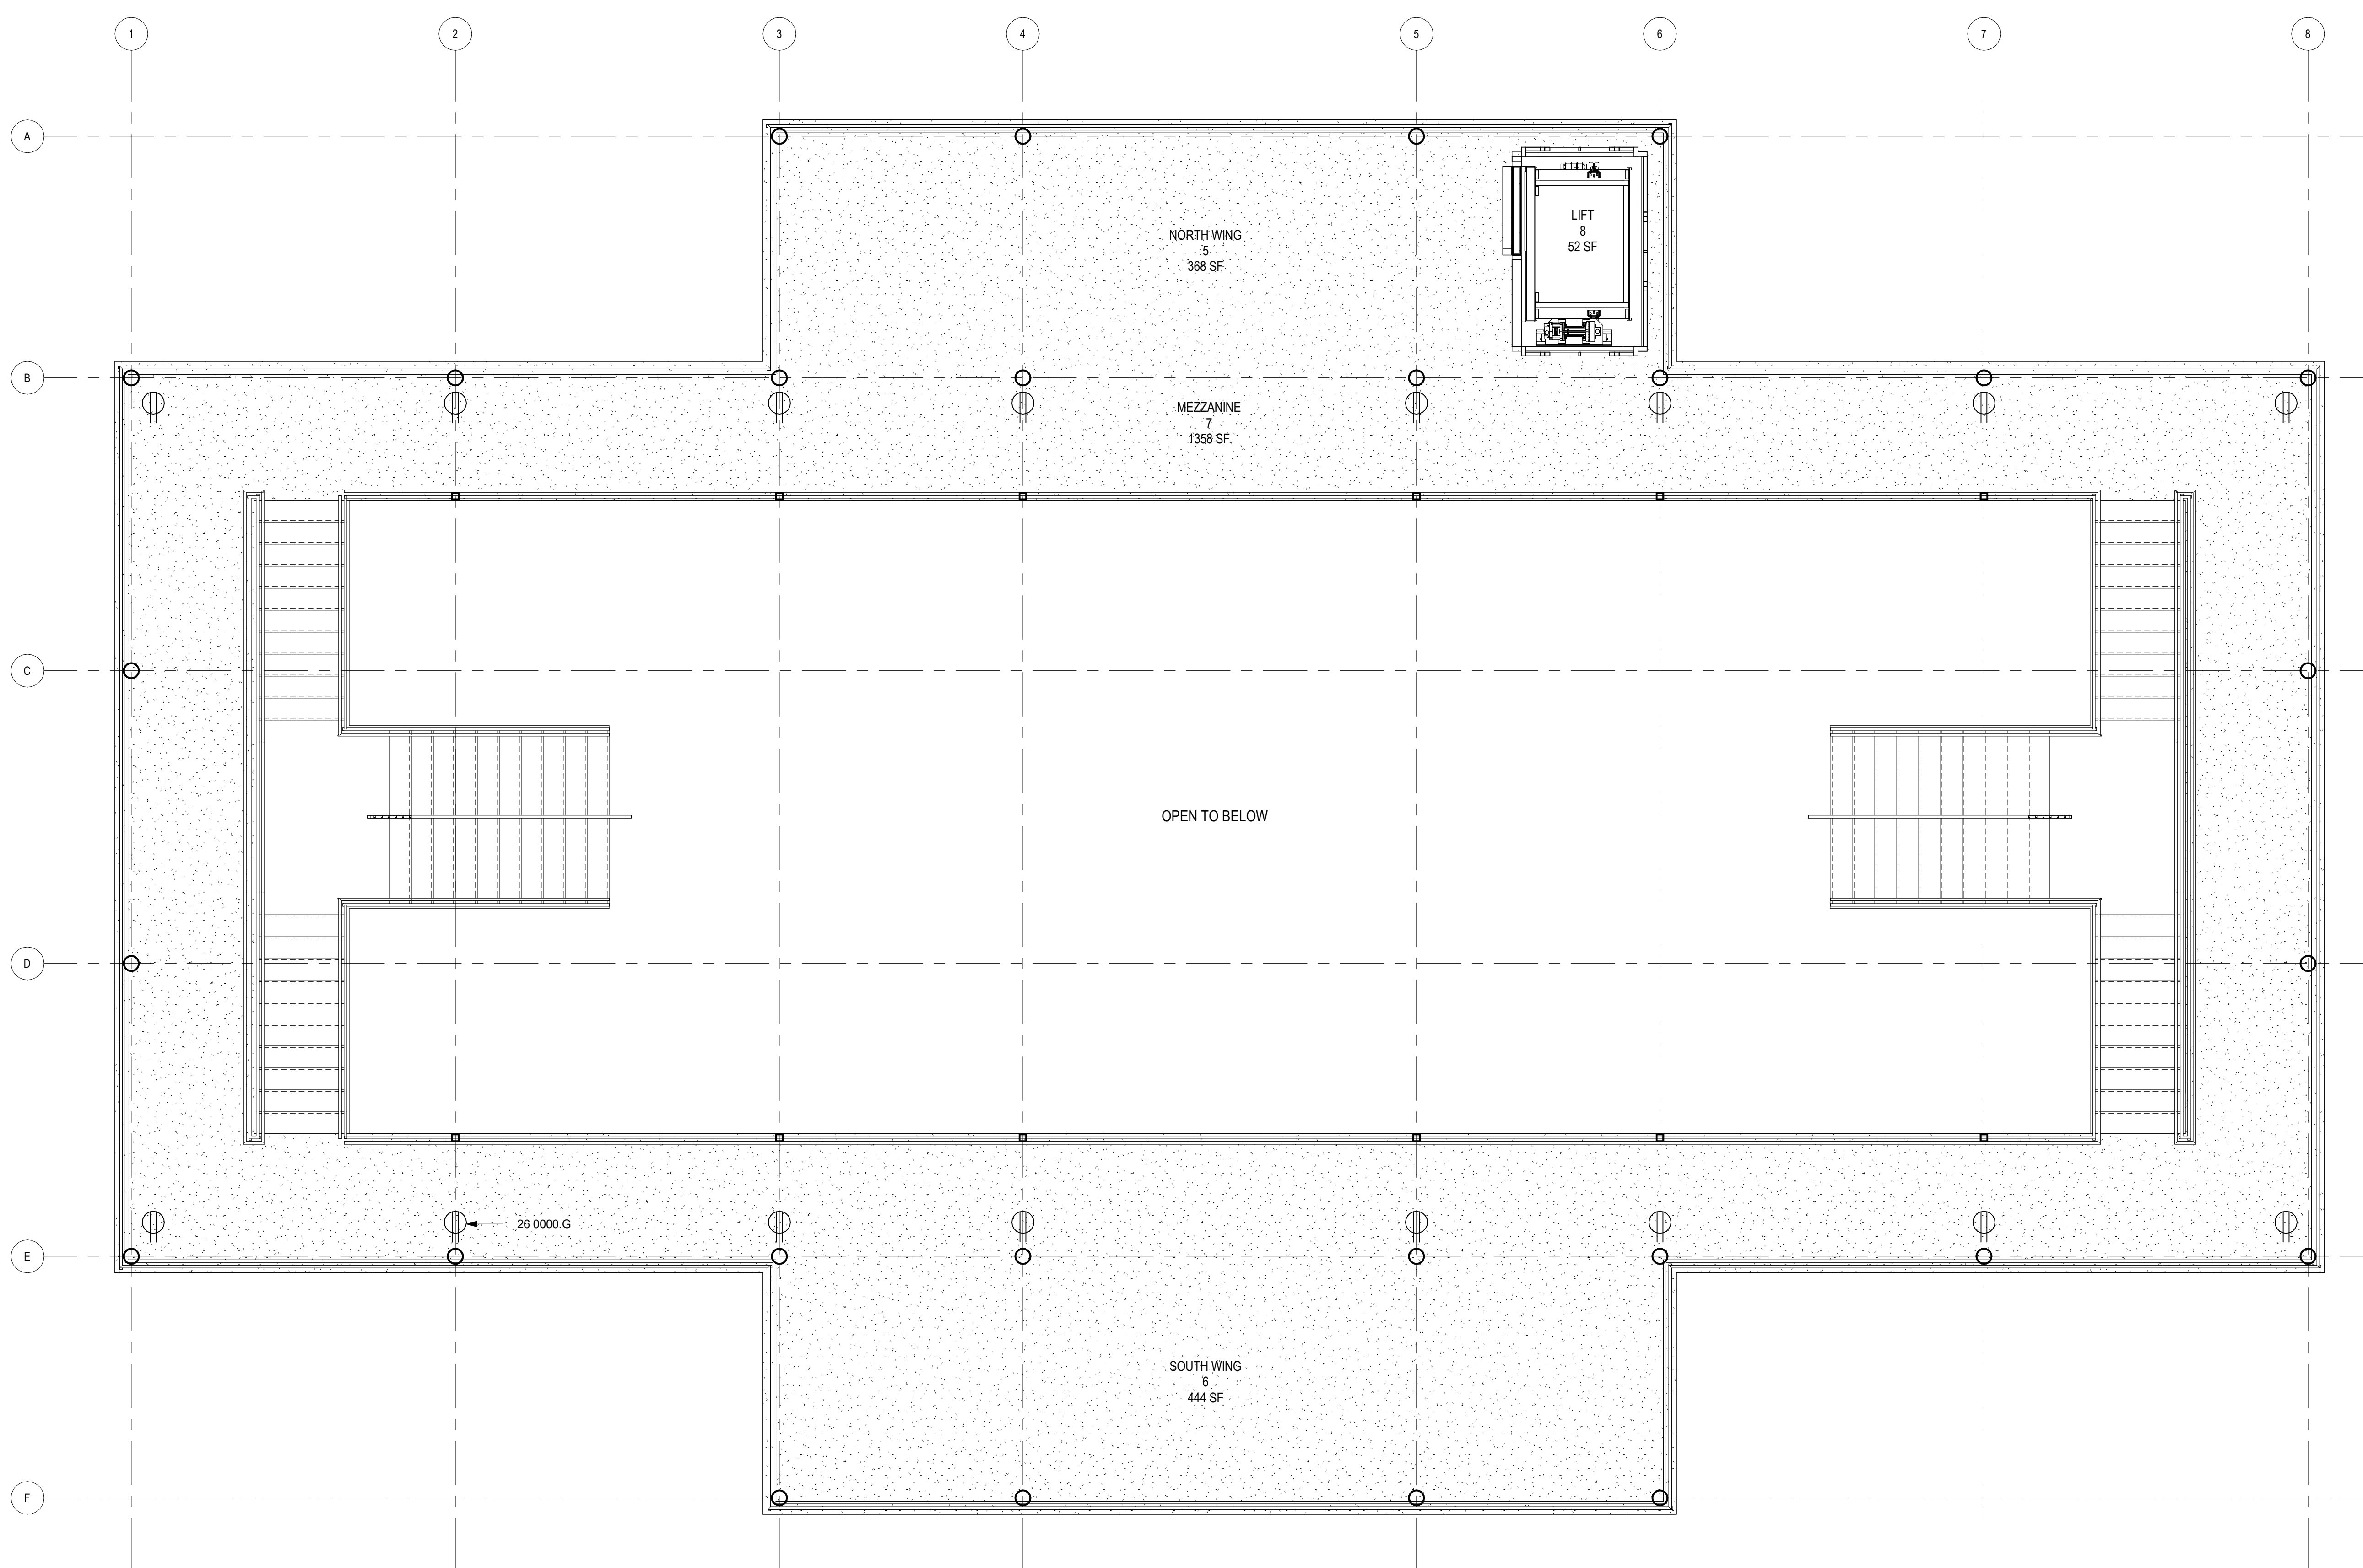 1 2 3 4 5 6 7 8
A
LIFT
8
52 SF
NORTH WING
5
368 SF
B
MEZZANINE
7
1358 SF
C
OPEN TO BELOW
D
26 0000.G
E
SOUTH WING
6
444 SF
F